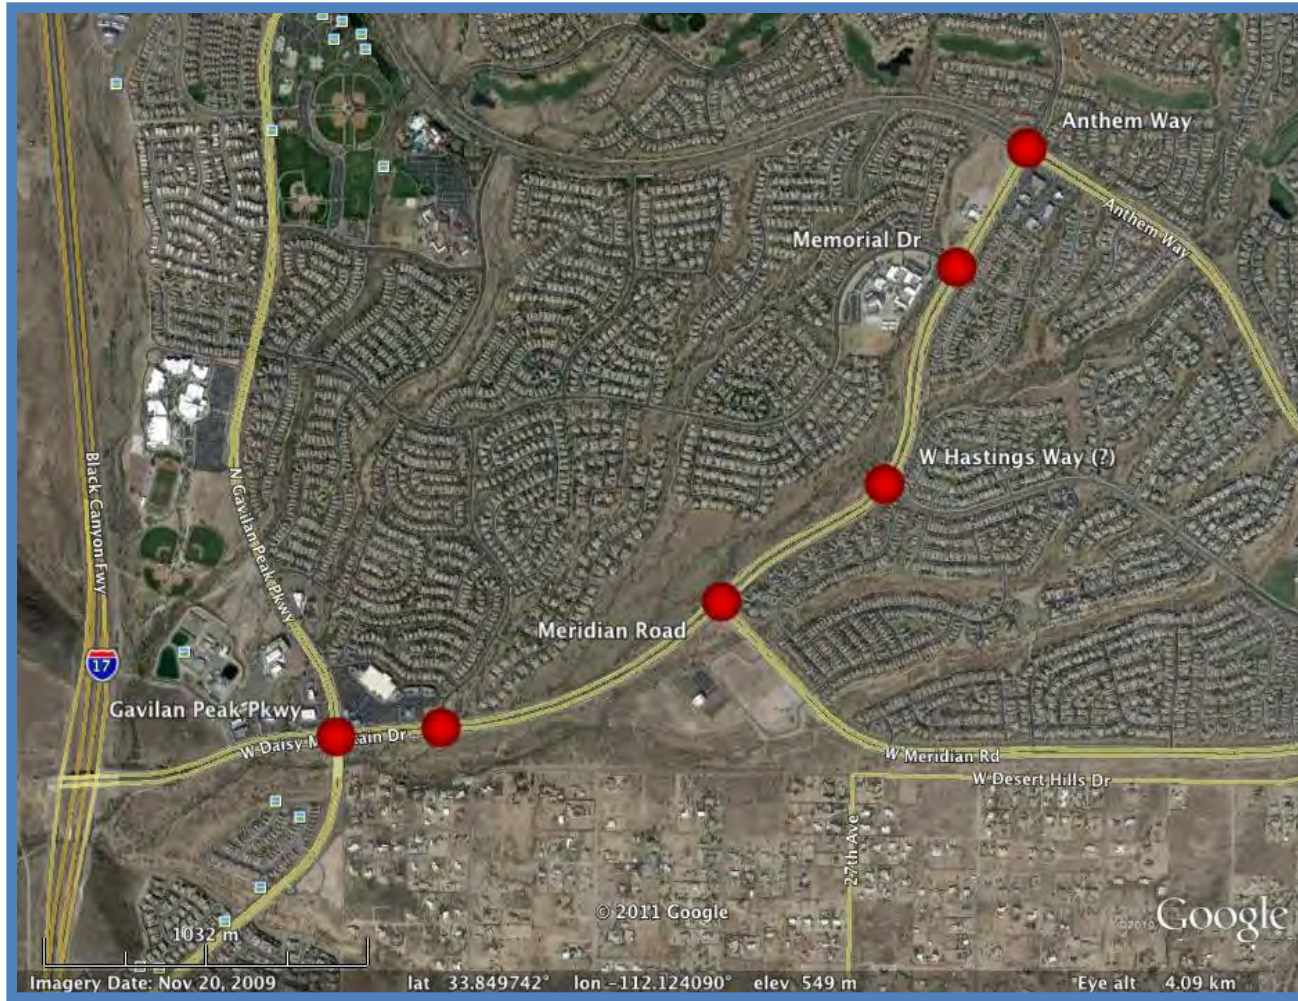 Anthem Way
Anthem Way
Memorial Dr
W Hastings Way (?)
Black Canyon Fwy
N Gavilan Peak Pkwy
Meridian Road
17
Gavilan Peak Pkwy
W Daisy M tain Dr
W Meridian Rd
W Desert Hills Dr
27th Ave
© 2011 Google
Google
1032 m
Imagery Date: Nov 20, 2009 lat 33.849742° lon -112.124090° elev 549 m Eye alt 4.09 km